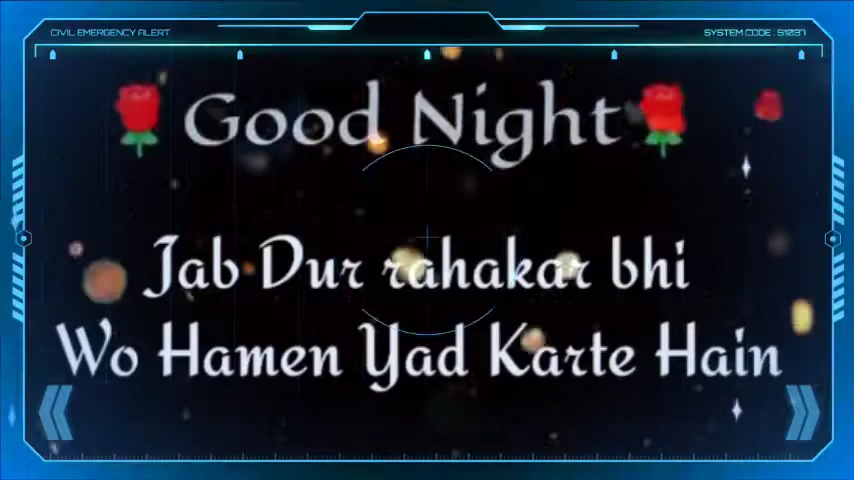 CIVIL EMERGENCY ALERT
SYSTEM CODE : S1037
🌹 Good Night 🌹
Jab Dur rahakar bhi
Wo Hamen Yad Karte Hain